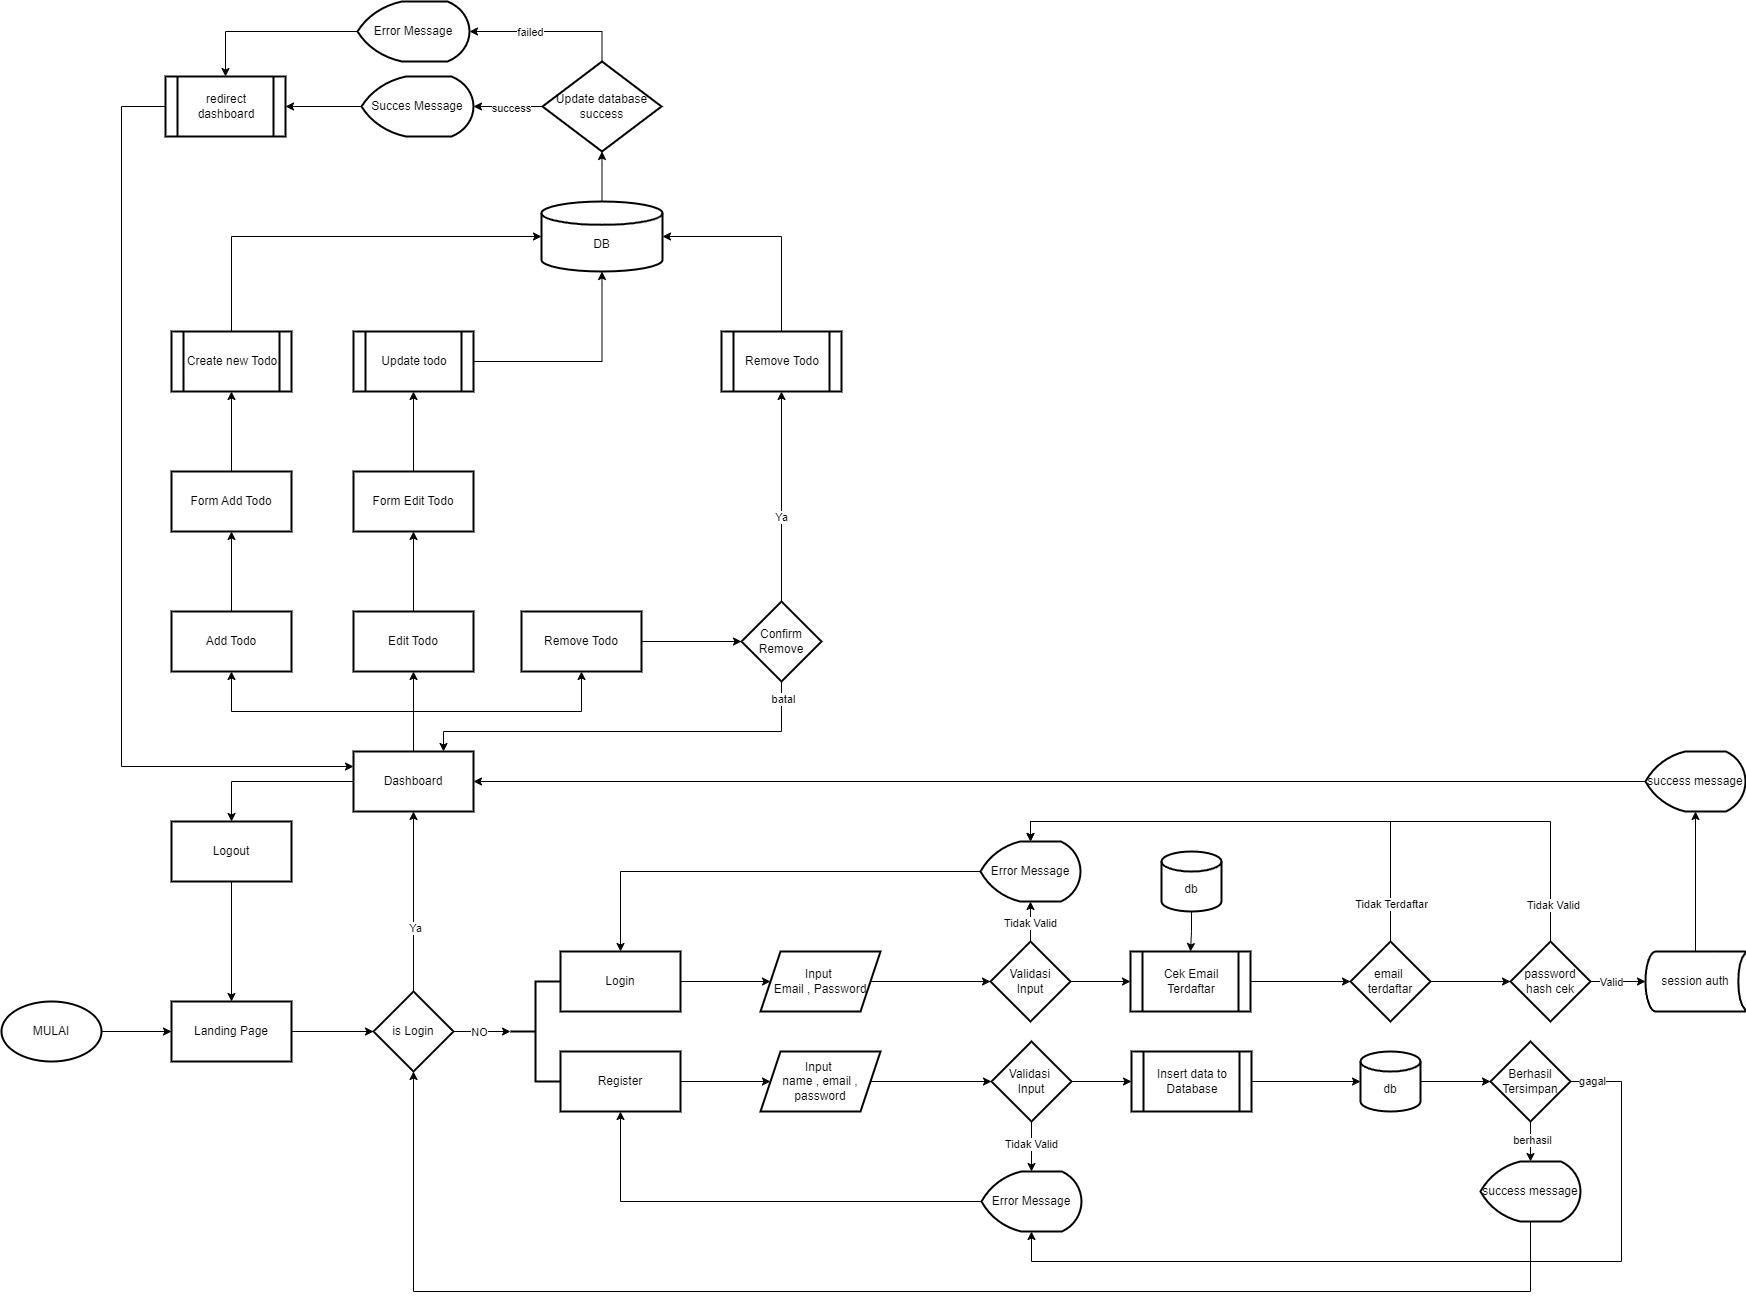 Error Message
failed
redirect
dashboard
Succes Message
success
Update database
success
DB
Create new Todo
Update todo
Remove Todo
Form Add Todo
Form Edit Todo
Ya
Add Todo
Edit Todo
Remove Todo
Confirm
Remove
batal
Dashboard
success message
Logout
Error Message
db
Tidak Terdaftar
Tidak Valid
Ya
Tidak Valid
Login
Input
Email , Password
Validasi
Input
Cek Email
Terdaftar
email
terdaftar
password
hash cek
Valid
session auth
MULAI
Landing Page
is Login
NO
Register
Input
name , email ,
password
Validasi
Input
Insert data to
Database
db
Berhasil
Tersimpan
gagal
Tidak Valid
berhasil
Error Message
success message